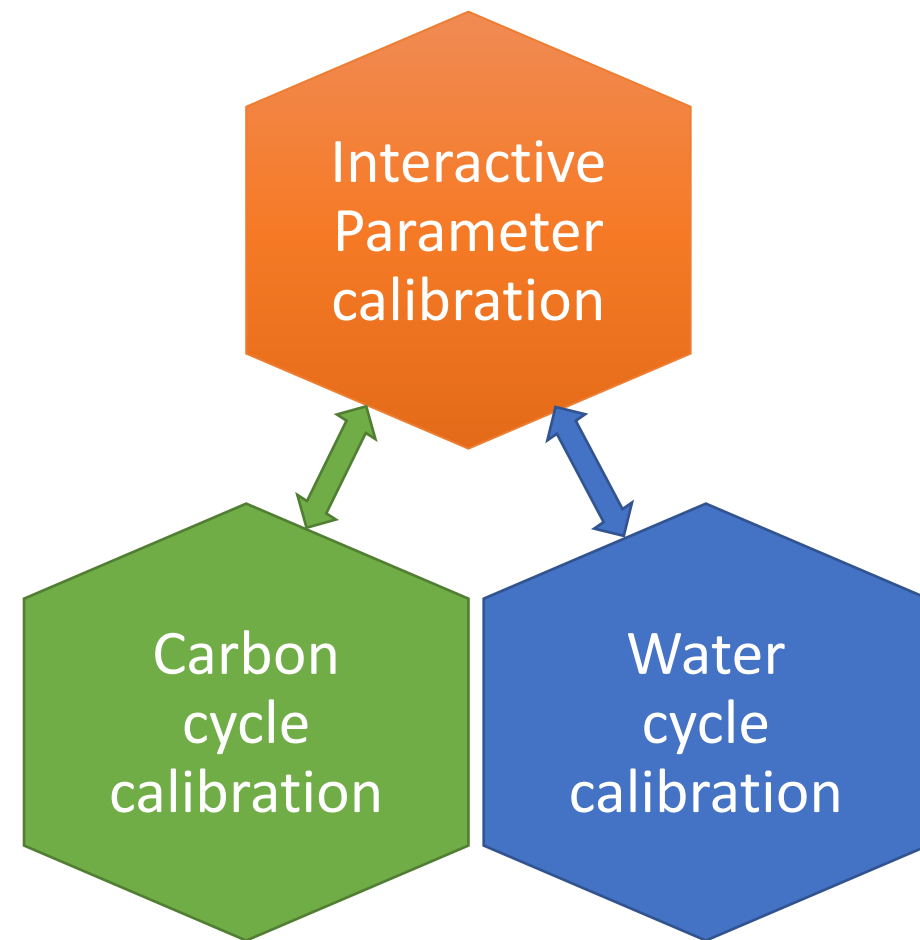 Interactive
Parameter
calibration
Carbon
cycle
calibration
Water
cycle
calibration